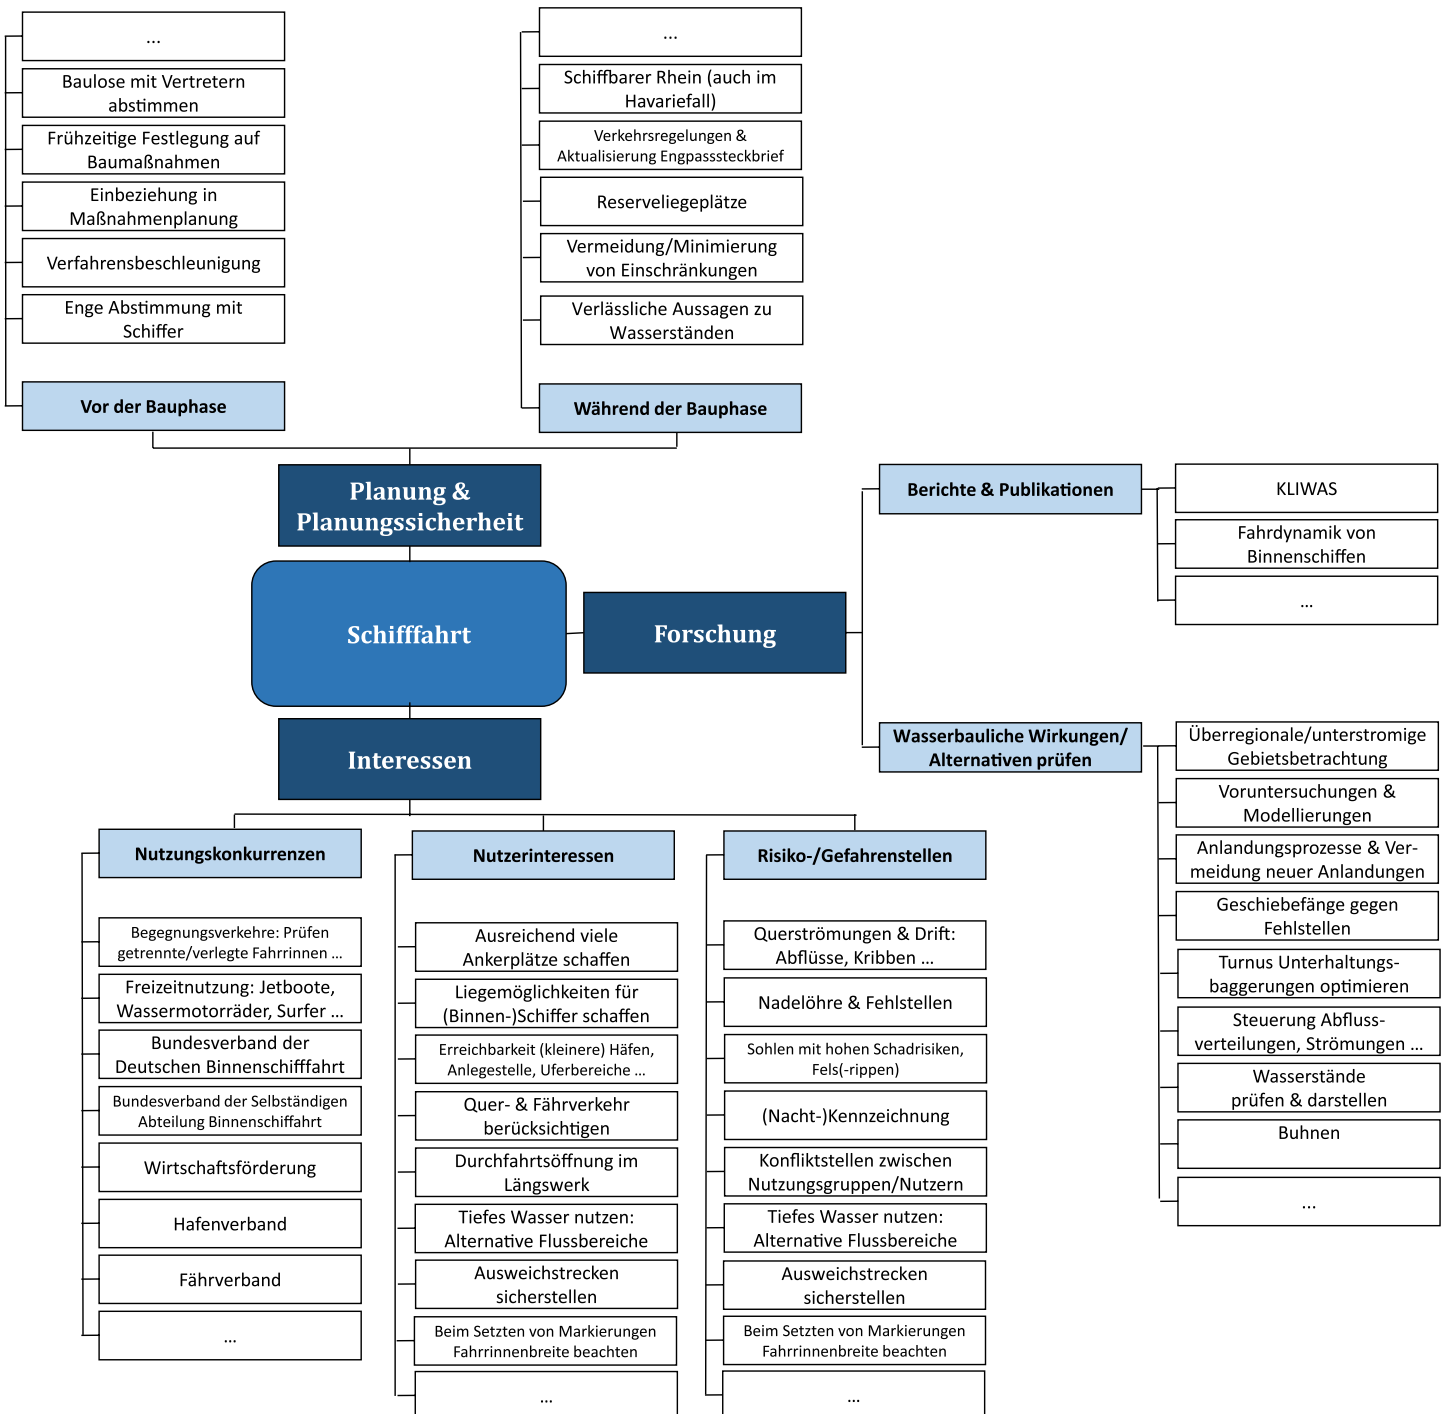 ...
Baulose mit Vertretern
abstimmen
Frühzeitige Festlegung auf
Baumaßnahmen
Einbeziehung in
Maßnahmenplanung
Verfahrensbeschleunigung
Enge Abstimmung mit
Schiffer
Vor der Bauphase
...
Schiffbarer Rhein (auch im
Havariefall)
Verkehrsregelungen &
Aktualisierung Engpasssteckbrief
Reserveliegeplätze
Vermeidung/Minimierung
von Einschränkungen
Verlässliche Aussagen zu
Wasserständen
Während der Bauphase
Planung &
Planungssicherheit
Schifffahrt
Forschung
Berichte & Publikationen
KLIWAS
Fahrdynamik von
Binnenschiffen
...
Wasserbauliche Wirkungen/
Alternativen prüfen
Überregionale/unterstromige
Gebietsbetrachtung
Voruntersuchungen &
Modellierungen
Anlandungsprozesse & Ver-
meidung neuer Anlandungen
Geschiebefänge gegen
Fehlstellen
Turnus Unterhaltungs-
baggerungen optimieren
Steuerung Abfluss-
verteilungen, Strömungen ...
Wasserstände
prüfen & darstellen
Buhnen
...
Interessen
Nutzungskonkurrenzen
Begegnungsverkehre: Prüfen
getrennte/verlegte Fahrrinnen ...
Freizeitnutzung: Jetboote,
Wassermotorräder, Surfer ...
Bundesverband der
Deutschen Binnenschifffahrt
Bundesverband der Selbständigen
Abteilung Binnenschiffahrt
Wirtschaftsförderung
Hafenverband
Fährverband
...
Nutzerinteressen
Ausreichend viele
Ankerplätze schaffen
Liegemöglichkeiten für
(Binnen-)Schiffer schaffen
Erreichbarkeit (kleinere) Häfen,
Anlegestelle, Uferbereiche ...
Quer- & Fährverkehr
berücksichtigen
Durchfahrtsöffnung im
Längswerk
Tiefes Wasser nutzen:
Alternative Flussbereiche
Ausweichstrecken
sicherstellen
Beim Setzten von Markierungen
Fahrrinnenbreite beachten
...
Risiko-/Gefahrenstellen
Querströmungen & Drift:
Abflüsse, Kribben ...
Nadelöhre & Fehlstellen
Sohlen mit hohen Schadrisiken,
Fels(-rippen)
(Nacht-)Kennzeichnung
Konfliktstellen zwischen
Nutzungsgruppen/Nutzern
Tiefes Wasser nutzen:
Alternative Flussbereiche
Ausweichstrecken
sicherstellen
Beim Setzten von Markierungen
Fahrrinnenbreite beachten
...